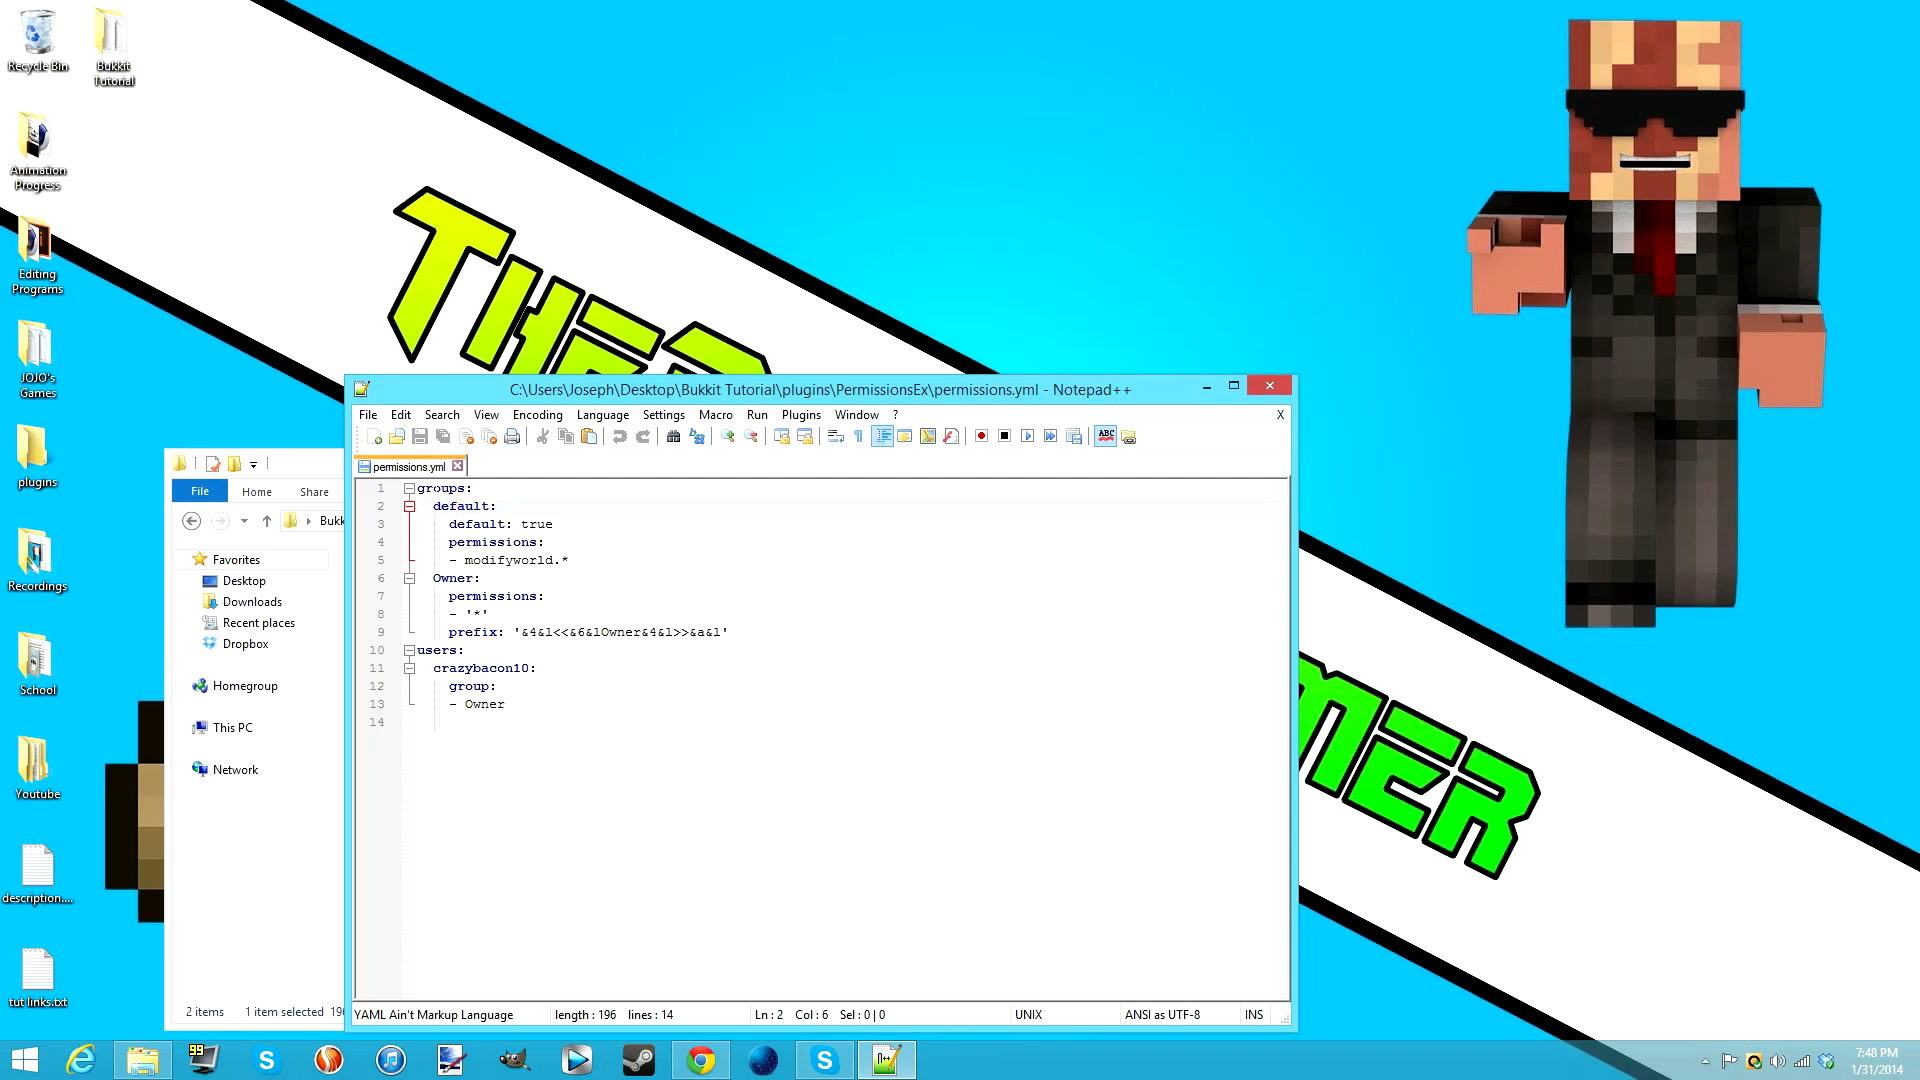 Recycle Bin
Bukkit
Tutorial
Animation
Progress
Editing
Programs
JOJO's
Games
plugins
Recordings
School
Youtube
description....
tut links.txt
MER
File Home Share
Bukk
Favorites
Desktop
Downloads
Recent places
Dropbox
Homegroup
This PC
Network
2 items 1 item selected 196
C:\Users\Joseph\Desktop\Bukkit Tutorial\plugins\PermissionsEx\permissions.yml - Notepad++
File Edit Search View Encoding Language Settings Macro Run Plugins Window ? X
ABC
permissions.yml
1 groups:
2 default:
3 default: true
4 permissions:
5 - modifyworld.*
6 Owner:
7 permissions:
8 - '*'
9 prefix: '&4&l<<&6&lOwner&4&l>>&a&l'
10 users:
11 crazybacon10:
12 group:
13 - Owner
14
YAML Ain't Markup Language length : 196 lines : 14 Ln : 2 Col : 6 Sel : 0 | 0 UNIX ANSI as UTF-8 INS
99
7:48 PM
1/31/2014